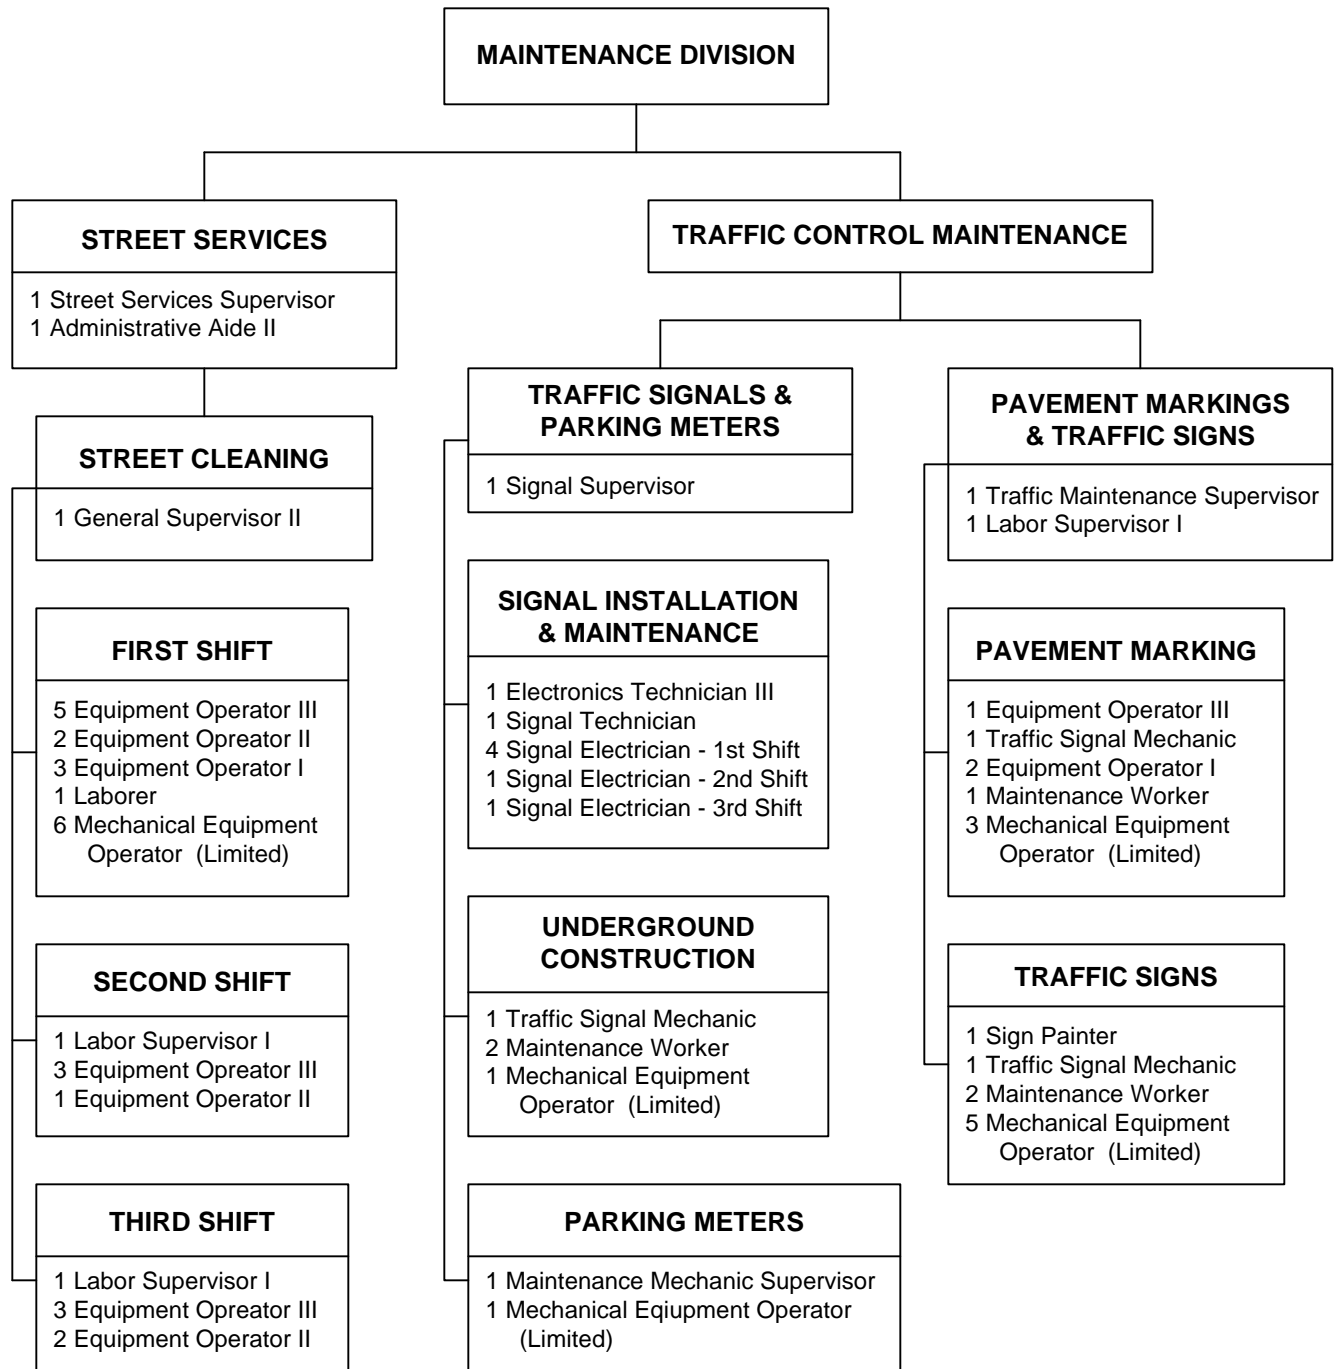 MAINTENANCE DIVISION
STREET SERVICES
1 Street Services Supervisor
1 Administrative Aide II
STREET CLEANING
1 General Supervisor II
FIRST SHIFT
5 Equipment Operator III
2 Equipment Opreator II
3 Equipment Operator I
1 Laborer
6 Mechanical Equipment
Operator (Limited)
SECOND SHIFT
1 Labor Supervisor I
3 Equipment Opreator III
1 Equipment Operator II
THIRD SHIFT
1 Labor Supervisor I
3 Equipment Opreator III
2 Equipment Operator II
TRAFFIC CONTROL MAINTENANCE
TRAFFIC SIGNALS &
PARKING METERS
1 Signal Supervisor
SIGNAL INSTALLATION
& MAINTENANCE
1 Electronics Technician III
1 Signal Technician
4 Signal Electrician - 1st Shift
1 Signal Electrician - 2nd Shift
1 Signal Electrician - 3rd Shift
UNDERGROUND
CONSTRUCTION
1 Traffic Signal Mechanic
2 Maintenance Worker
1 Mechanical Equipment
Operator (Limited)
PARKING METERS
1 Maintenance Mechanic Supervisor
1 Mechanical Eqiupment Operator
(Limited)
PAVEMENT MARKINGS
& TRAFFIC SIGNS
1 Traffic Maintenance Supervisor
1 Labor Supervisor I
PAVEMENT MARKING
1 Equipment Operator III
1 Traffic Signal Mechanic
2 Equipment Operator I
1 Maintenance Worker
3 Mechanical Equipment
Operator (Limited)
TRAFFIC SIGNS
1 Sign Painter
1 Traffic Signal Mechanic
2 Maintenance Worker
5 Mechanical Equipment
Operator (Limited)